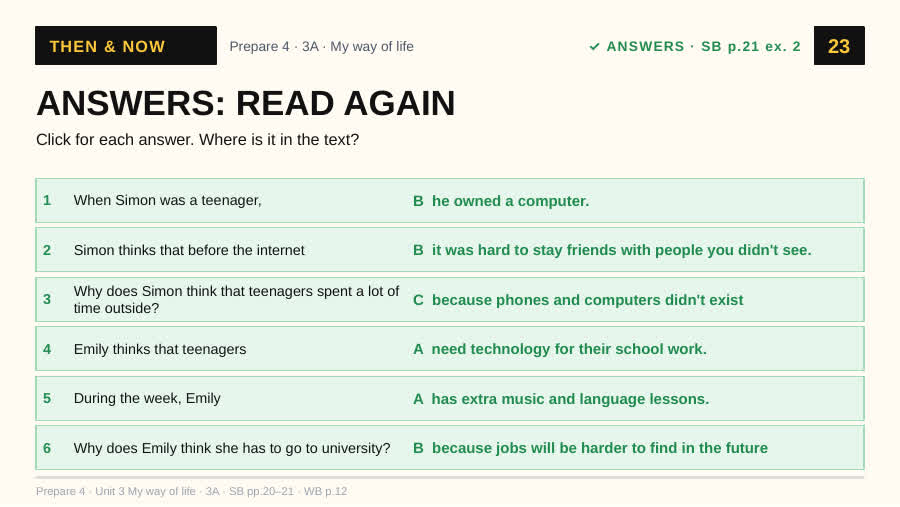 THEN & NOW
Prepare 4 · 3A · My way of life
✓ ANSWERS · SB p.21 ex. 2
23
ANSWERS: READ AGAIN
Click for each answer. Where is it in the text?
1 When Simon was a teenager, B he owned a computer.
2 Simon thinks that before the internet B it was hard to stay friends with people you didn't see.
3 Why does Simon think that teenagers spent a lot of
time outside? C because phones and computers didn't exist
4 Emily thinks that teenagers A need technology for their school work.
5 During the week, Emily A has extra music and language lessons.
6 Why does Emily think she has to go to university? B because jobs will be harder to find in the future
Prepare 4 · Unit 3 My way of life · 3A · SB pp.20–21 · WB p.12